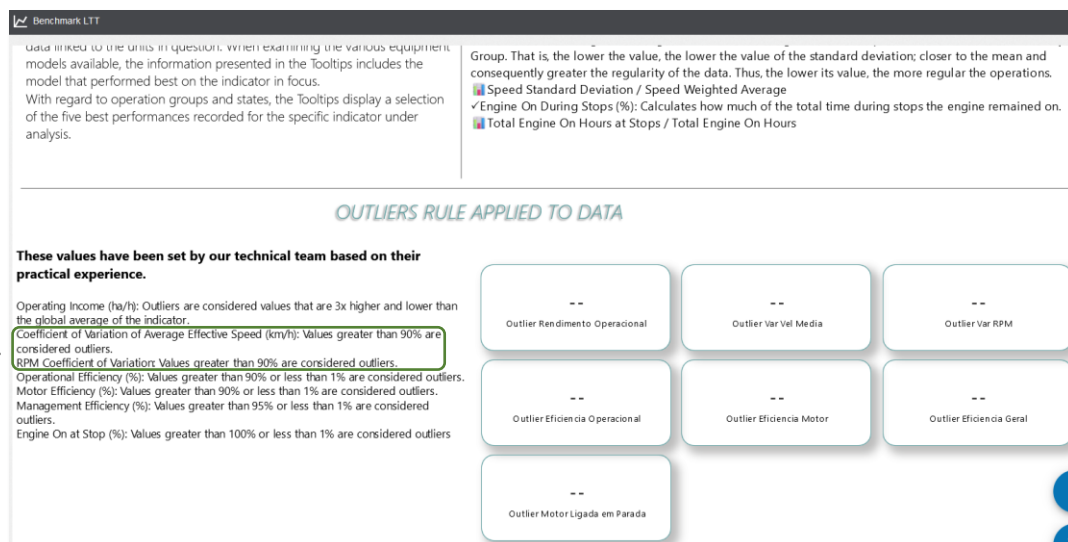 Benchmark LTT
data linked to the units in question. When examining the various equipment
models available, the information presented in the Tooltips includes the
model that performed best on the indicator in focus.
With regard to operation groups and states, the Tooltips display a selection
of the five best performances recorded for the specific indicator under
analysis.
Group. That is, the lower the value, the lower the value of the standard deviation; closer to the mean and
consequently greater the regularity of the data. Thus, the lower its value, the more regular the operations.
Speed Standard Deviation / Speed Weighted Average
✓Engine On During Stops (%): Calculates how much of the total time during stops the engine remained on.
Total Engine On Hours at Stops / Total Engine On Hours
OUTLIERS RULE APPLIED TO DATA
These values have been set by our technical team based on their
practical experience.
Operating Income (ha/h): Outliers are considered values that are 3x higher and lower than
the global average of the indicator.
Coefficient of Variation of Average Effective Speed (km/h): Values greater than 90% are
considered outliers.
RPM Coefficient of Variation: Values greater than 90% are considered outliers.
Operational Efficiency (%): Values greater than 90% or less than 1% are considered outliers.
Motor Efficiency (%): Values greater than 90% or less than 1% are considered outliers.
Management Efficiency (%): Values greater than 95% or less than 1% are considered
outliers.
Engine On at Stop (%): Values greater than 100% or less than 1% are considered outliers
--
Outlier Rendimento Operacional
--
Outlier Var Vel Media
--
Outlier Var RPM
--
Outlier Eficiencia Operacional
--
Outlier Eficiencia Motor
--
Outlier Eficiencia Geral
--
Outlier Motor Ligada em Parada